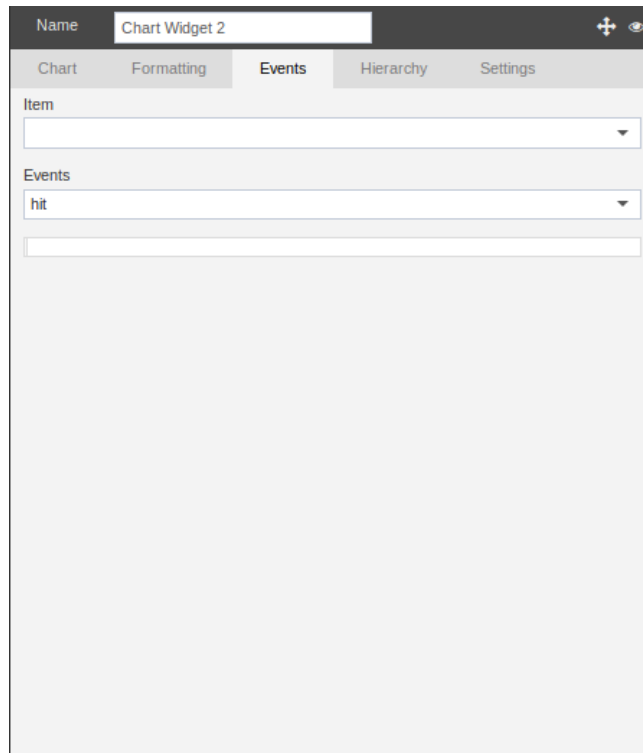 Name Chart Widget 2
Chart Formatting Events Hierarchy Settings
Item
Events
hit